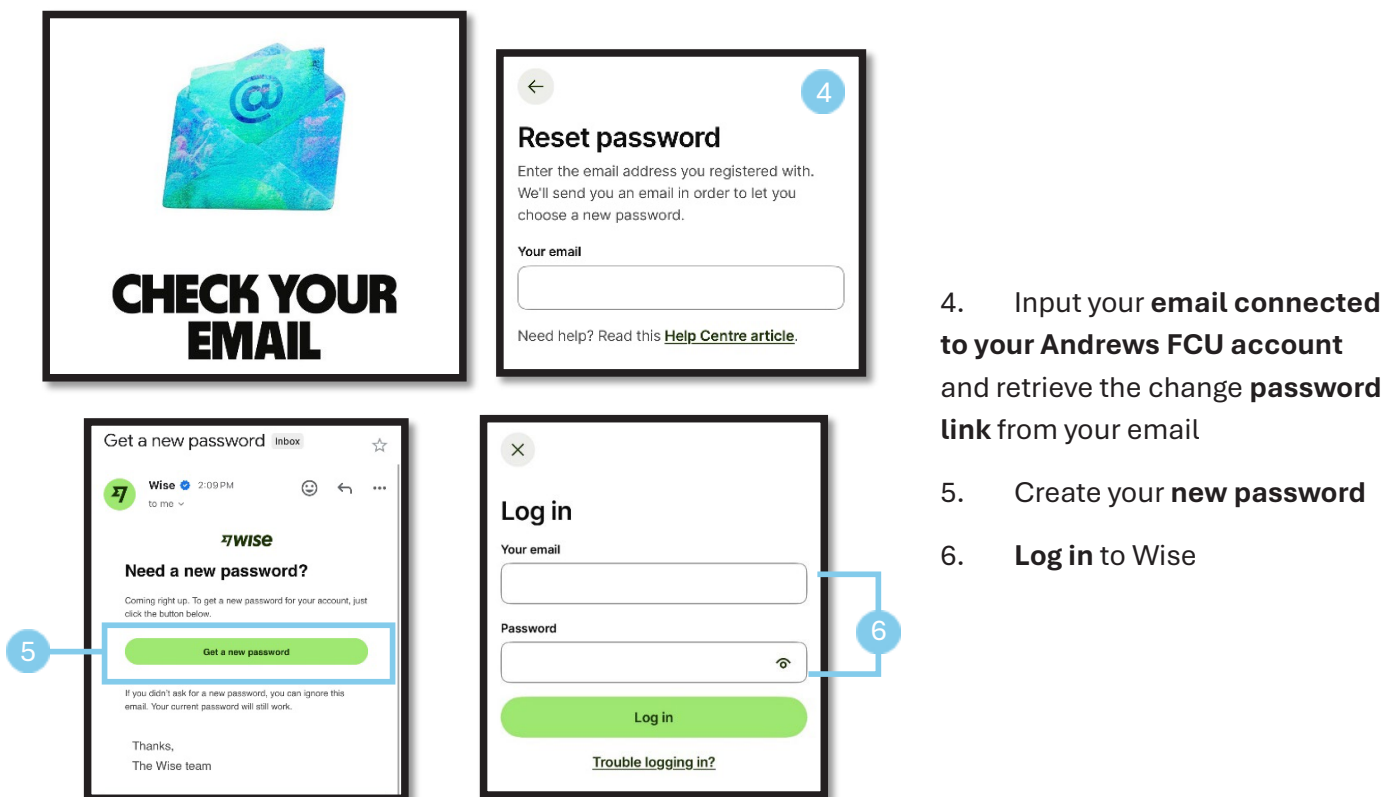 @
CHECK YOUR
EMAIL
4
Reset password
Enter the email address you registered with.
We'll send you an email in order to let you
choose a new password.
Your email
Need help? Read this Help Centre article.
Get a new password Inbox
Wise 2:09 PM
to me
wise
Need a new password?
Coming right up. To get a new password for your account, just
click the button below.
5
Get a new password
If you didn't ask for a new password, you can ignore this
email. Your current password will still work.
Thanks,
The Wise team
Log in
Your email
Password
6
Log in
Trouble logging in?
4. Input your email connected
to your Andrews FCU account
and retrieve the change password
link from your email
5. Create your new password
6. Log in to Wise